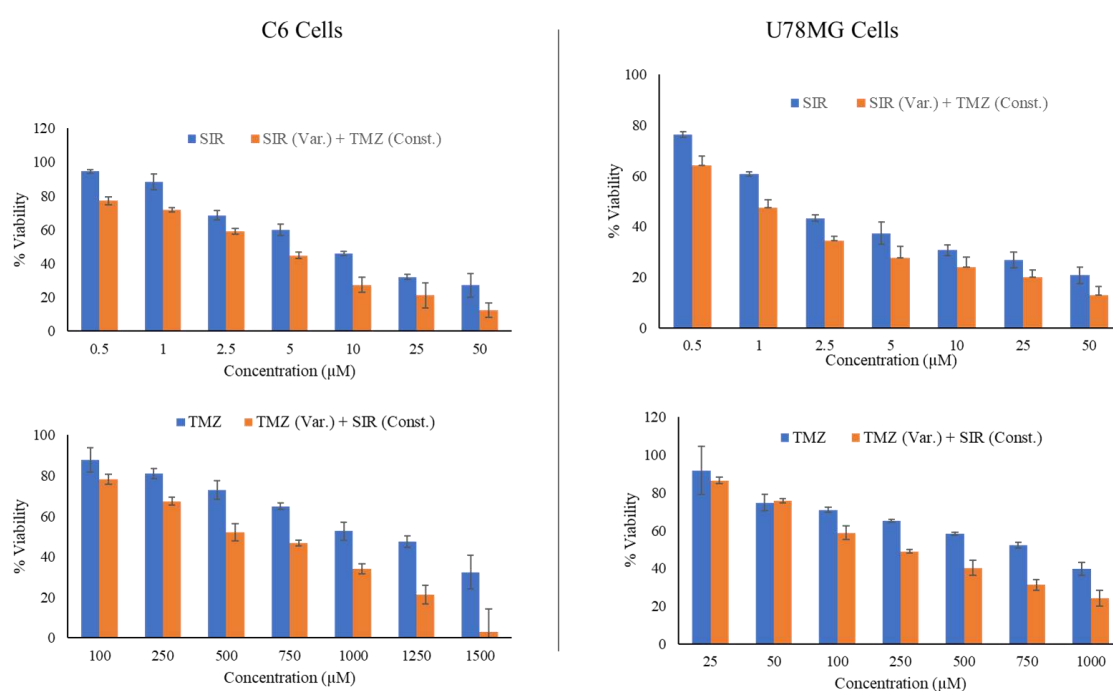 C6 Cells
U78MG Cells
SIR SIR (Var.) + TMZ (Const.)
% Viability
120
100
80
60
40
20
0
0.5 1 2.5 5 10 25 50
Concentration (µM)
SIR SIR (Var.) + TMZ (Const.)
% Viability
100
80
60
40
20
0
0.5 1 2.5 5 10 25 50
Concentration (µM)
TMZ TMZ (Var.) + SIR (Const.)
% Viability
100
80
60
40
20
0
100 250 500 750 1000 1250 1500
Concentration (µM)
TMZ TMZ (Var.) + SIR (Const.)
% Viability
120
100
80
60
40
20
0
25 50 100 250 500 750 1000
Concentration (µM)